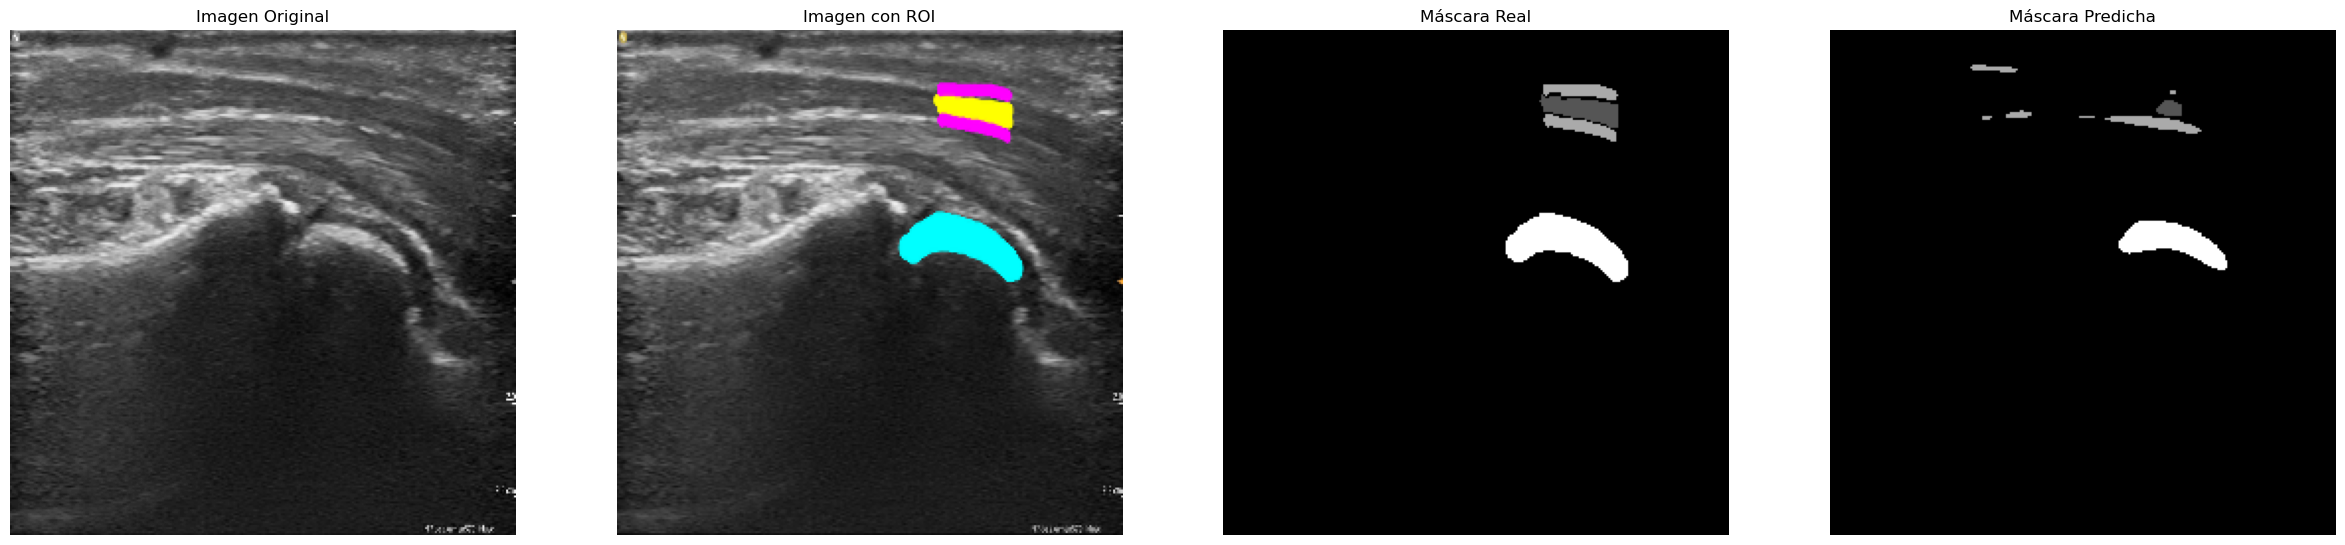 Imagen Original
Imagen con ROI
Máscara Real
Máscara Predicha